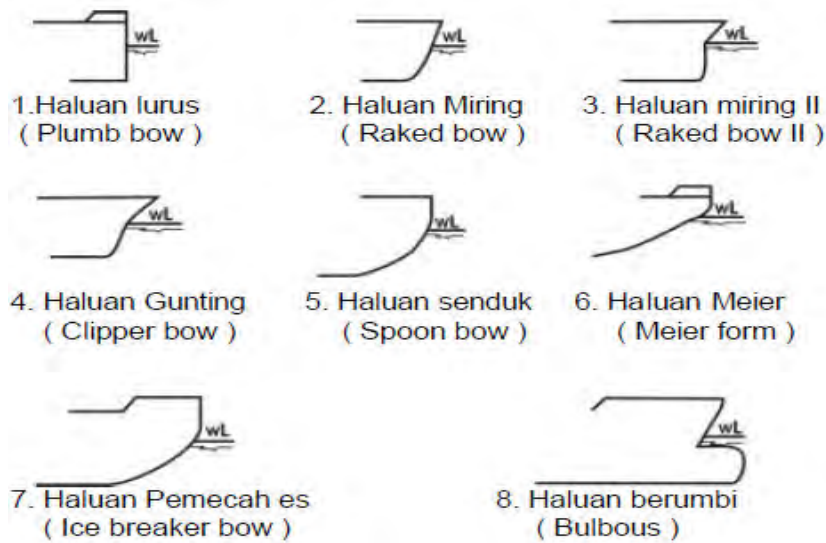 wL
wL
wL
1.Haluan lurus
( Plumb bow )
2. Haluan Miring
( Raked bow )
3. Haluan miring II
( Raked bow II )
wL
wL
wL
4. Haluan Gunting
( Clipper bow )
5. Haluan senduk
( Spoon bow )
6. Haluan Meier
( Meier form )
wL
wL
7. Haluan Pemecah es
( Ice breaker bow )
8. Haluan berumbi
( Bulbous )